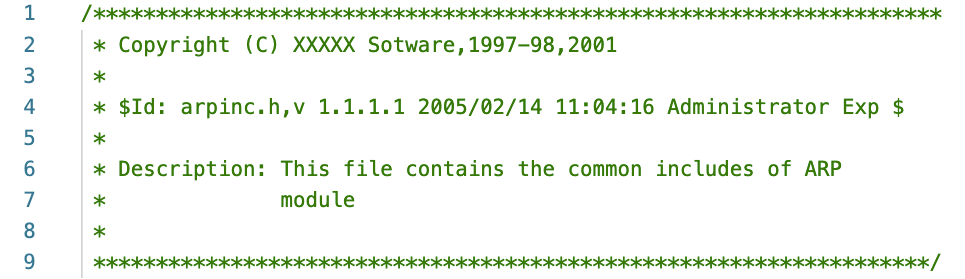 1 /********************************************************************
2 * Copyright (C) XXXXX Sotware,1997-98,2001
3 *
4 * $Id: arpinc.h,v 1.1.1.1 2005/02/14 11:04:16 Administrator Exp $
5 *
6 * Description: This file contains the common includes of ARP
7 *              module
8 *
9 *******************************************************************/